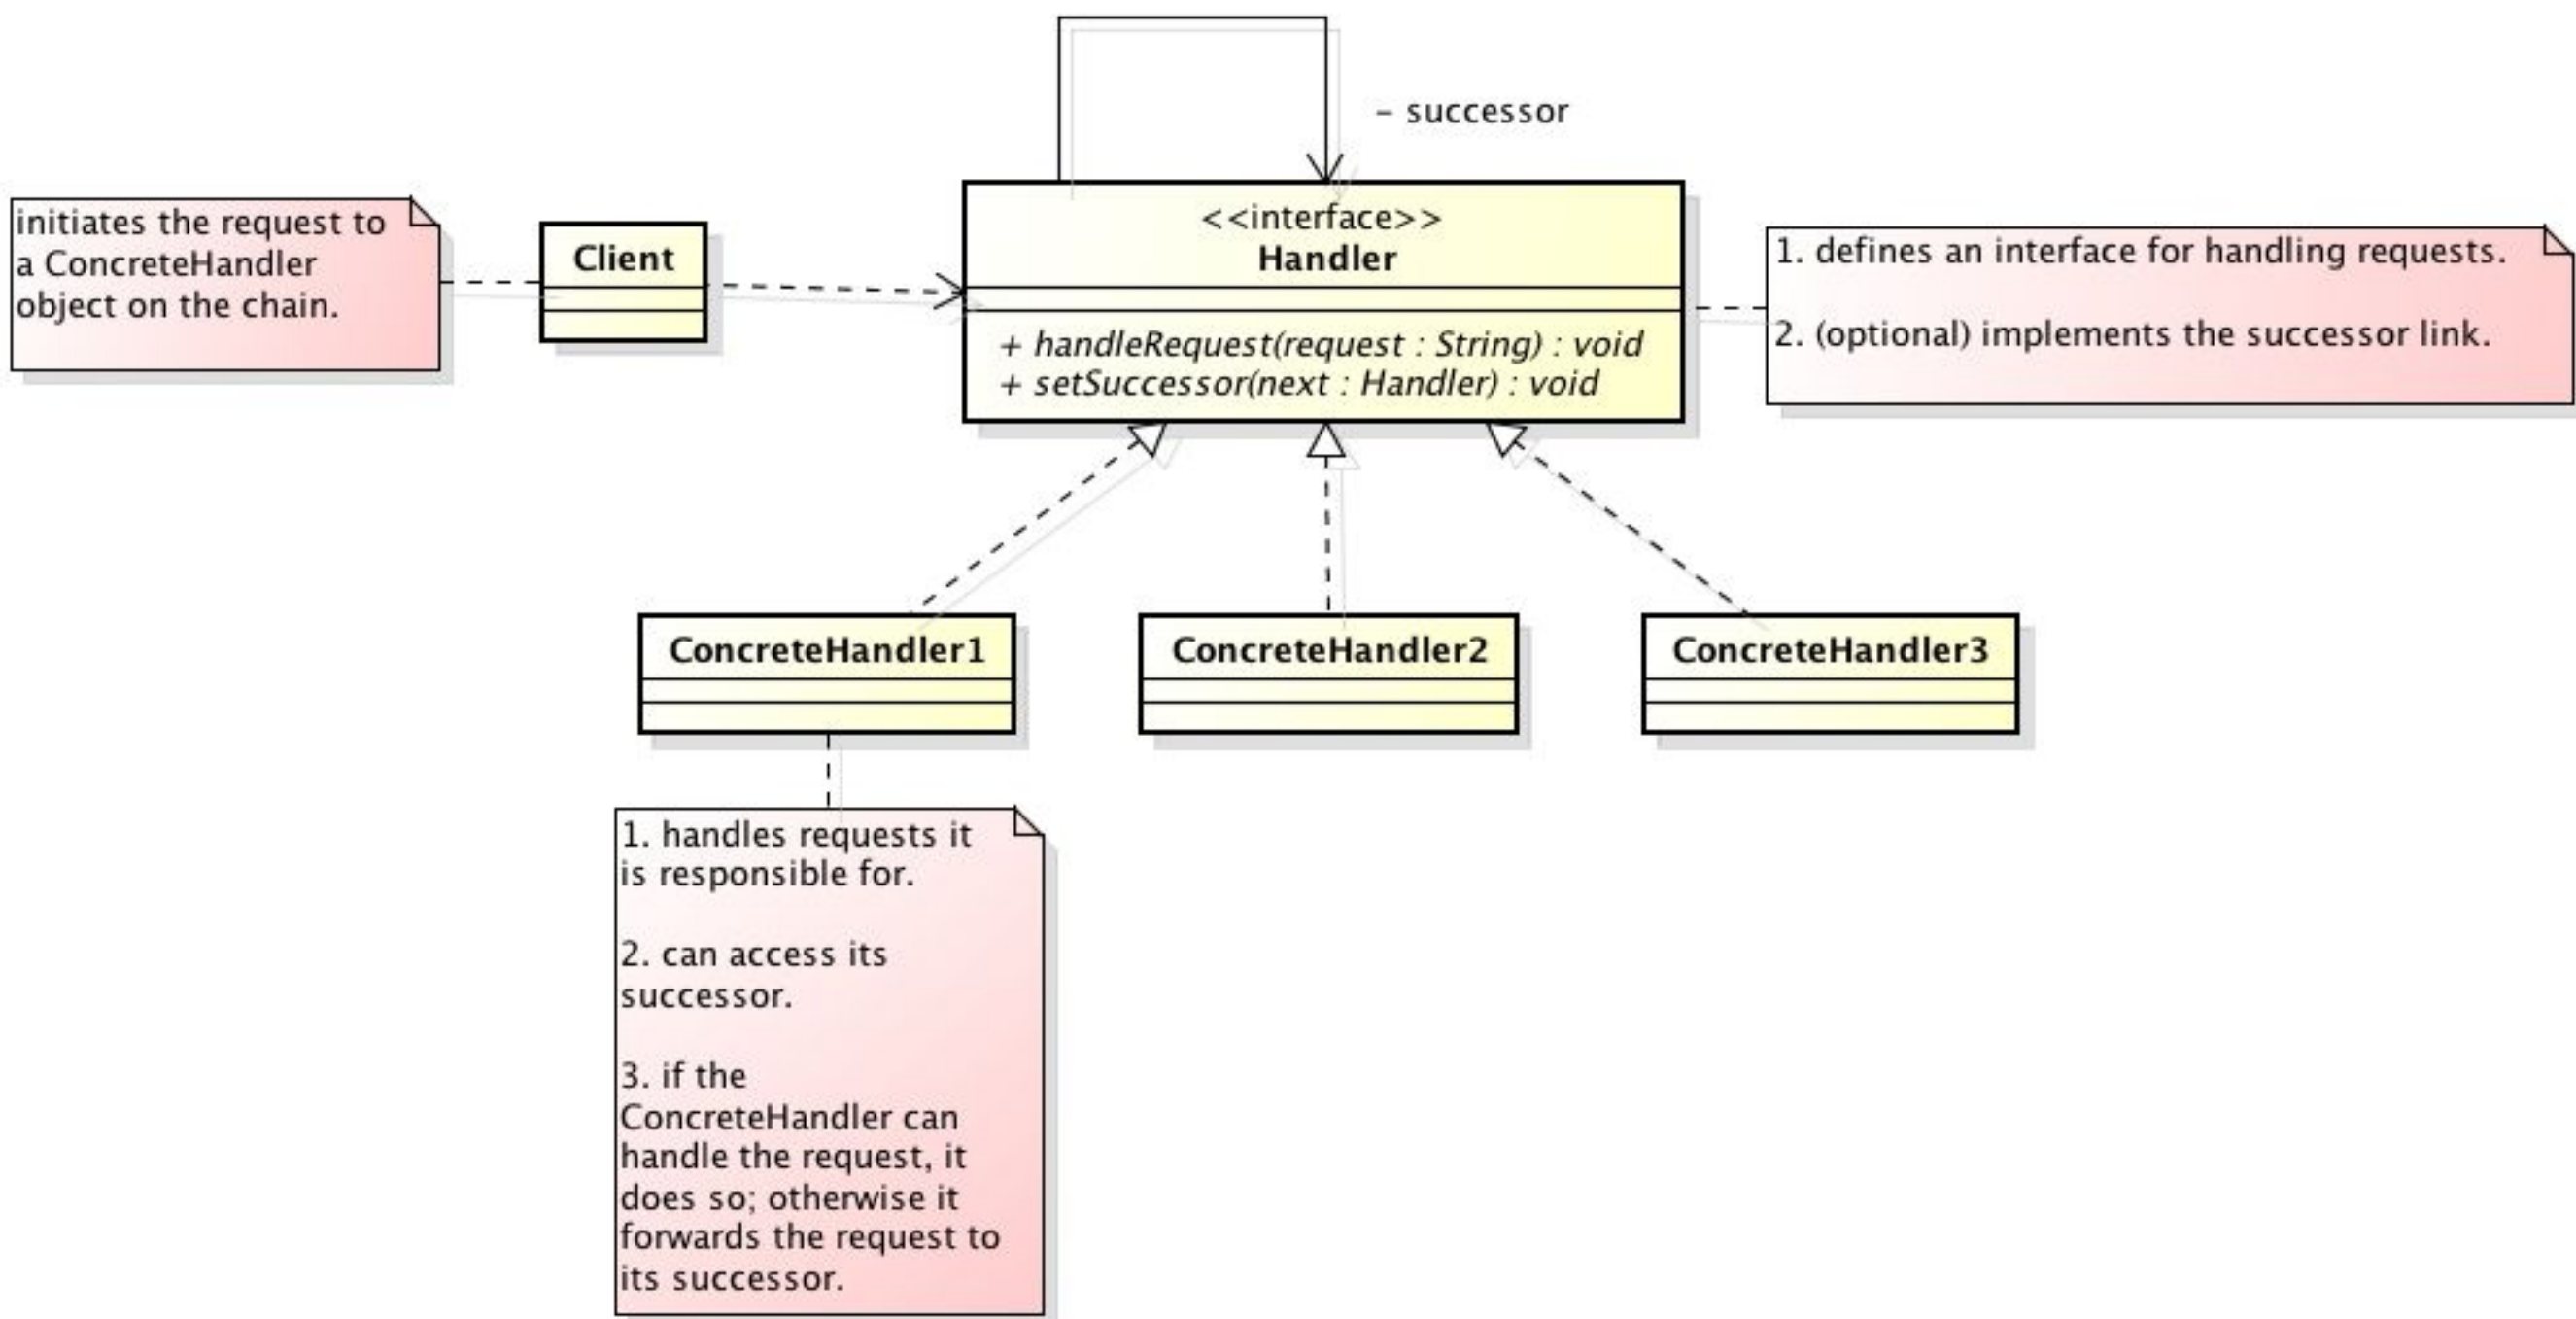 – successor
initiates the request to
a ConcreteHandler
object on the chain.
Client
<<interface>>
Handler
+ handleRequest(request : String) : void
+ setSuccessor(next : Handler) : void
1. defines an interface for handling requests.
2. (optional) implements the successor link.
ConcreteHandler1
ConcreteHandler2
ConcreteHandler3
1. handles requests it
is responsible for.
2. can access its
successor.
3. if the
ConcreteHandler can
handle the request, it
does so; otherwise it
forwards the request to
its successor.